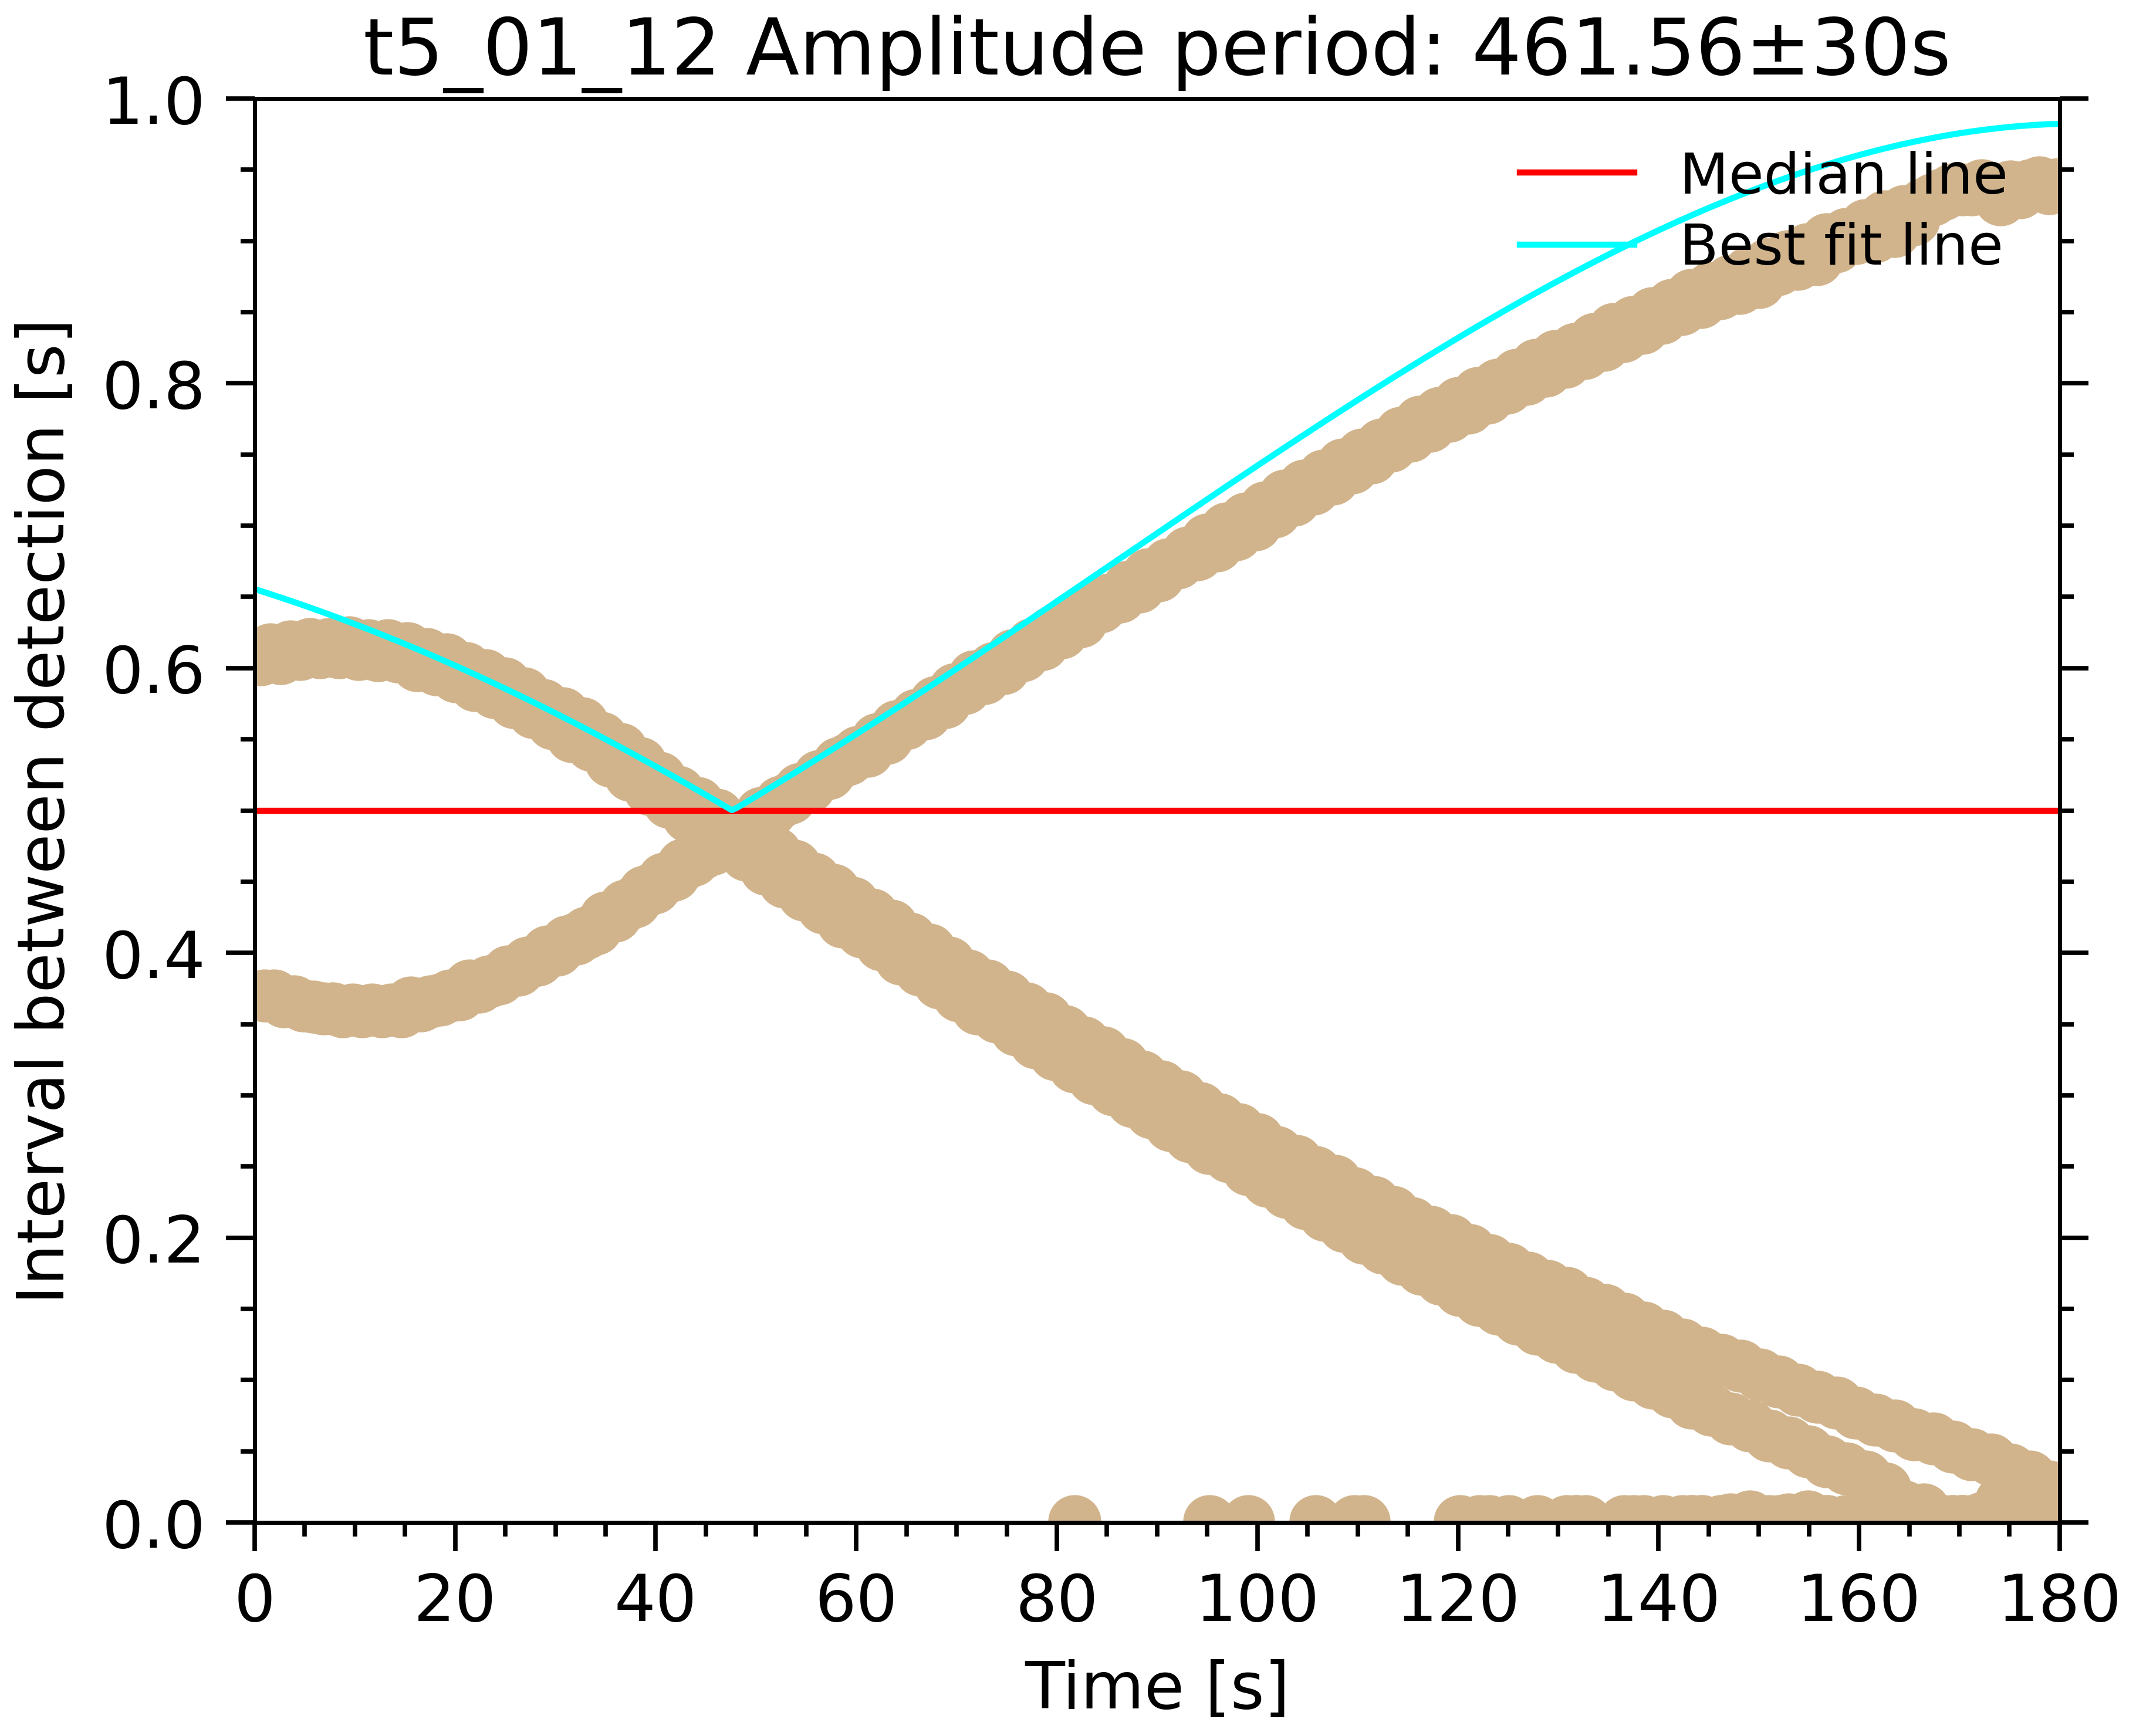 t5_01_12 Amplitude period: 461.56±30s
Interval between detection [s]
1.0
0.8
0.6
0.4
0.2
0.0
Median line
Best fit line
0 20 40 60 80 100 120 140 160 180
Time [s]